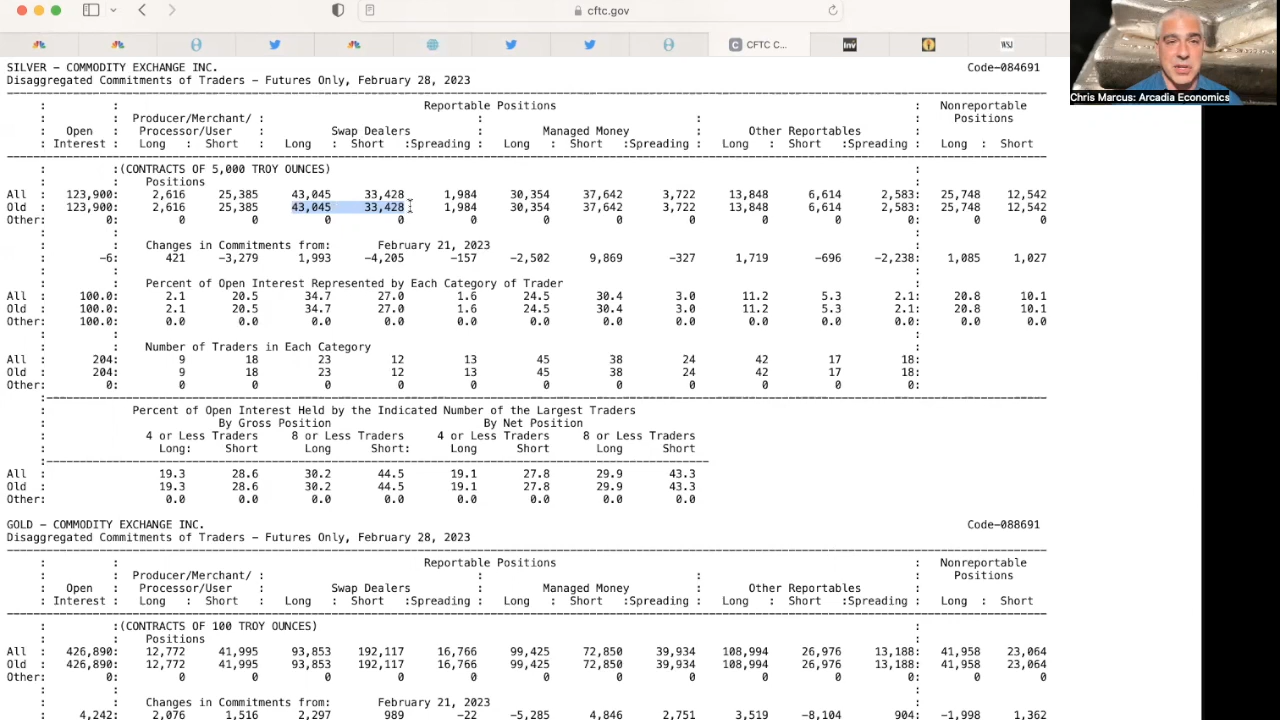 cftc.gov
C CFTC C...
Inv
WSJ
Chris Marcus: Arcadia Economics
SILVER — COMMODITY EXCHANGE INC. Code-084691
Disaggregated Commitments of Traders — Futures Only, February 28, 2023
: : Reportable Positions : Nonreportable
: : Producer/Merchant/ : : : : Positions
: Open : Processor/User : Swap Dealers : Managed Money : Other Reportables :
: Interest : Long : Short : Long : Short :Spreading : Long : Short :Spreading : Long : Short :Spreading : Long : Short
: :(CONTRACTS OF 5,000 TROY OUNCES) :
: : Positions :
All : 123,900: 2,616 25,385 43,045 33,428 1,984 30,354 37,642 3,722 13,848 6,614 2,583: 25,748 12,542
Old : 123,900: 2,616 25,385 43,045 33,428 1,984 30,354 37,642 3,722 13,848 6,614 2,583: 25,748 12,542
Other: 0: 0 0 0 0 0 0 0 0 0 0 0: 0 0
: : Changes in Commitments from: February 21, 2023 :
: -6: 421 -3,279 1,993 -4,205 -157 -2,502 9,869 -327 1,719 -696 -2,238: 1,085 1,027
: : Percent of Open Interest Represented by Each Category of Trader :
All : 100.0: 2.1 20.5 34.7 27.0 1.6 24.5 30.4 3.0 11.2 5.3 2.1: 20.8 10.1
Old : 100.0: 2.1 20.5 34.7 27.0 1.6 24.5 30.4 3.0 11.2 5.3 2.1: 20.8 10.1
Other: 100.0: 0.0 0.0 0.0 0.0 0.0 0.0 0.0 0.0 0.0 0.0 0.0: 0.0 0.0
: : Number of Traders in Each Category :
All : 204: 9 18 23 12 13 45 38 24 42 17 18:
Old : 204: 9 18 23 12 13 45 38 24 42 17 18:
Other: 0: 0 0 0 0 0 0 0 0 0 0 0:
: Percent of Open Interest Held by the Indicated Number of the Largest Traders
: By Gross Position By Net Position
: 4 or Less Traders 8 or Less Traders 4 or Less Traders 8 or Less Traders
: Long: Short Long Short: Long Short Long Short
All : 19.3 28.6 30.2 44.5 19.1 27.8 29.9 43.3
Old : 19.3 28.6 30.2 44.5 19.1 27.8 29.9 43.3
Other: 0.0 0.0 0.0 0.0 0.0 0.0 0.0 0.0
GOLD — COMMODITY EXCHANGE INC. Code-088691
Disaggregated Commitments of Traders — Futures Only, February 28, 2023
: : Reportable Positions : Nonreportable
: : Producer/Merchant/ : : : : Positions
: Open : Processor/User : Swap Dealers : Managed Money : Other Reportables :
: Interest : Long : Short : Long : Short :Spreading : Long : Short :Spreading : Long : Short :Spreading : Long : Short
: :(CONTRACTS OF 100 TROY OUNCES) :
: : Positions :
All : 426,890: 12,772 41,995 93,853 192,117 16,766 99,425 72,850 39,934 108,994 26,976 13,188: 41,958 23,064
Old : 426,890: 12,772 41,995 93,853 192,117 16,766 99,425 72,850 39,934 108,994 26,976 13,188: 41,958 23,064
Other: 0: 0 0 0 0 0 0 0 0 0 0 0: 0 0
: : Changes in Commitments from: February 21, 2023 :
: 4,242: 2,076 1,516 2,297 989 -22 -5,285 4,846 2,751 3,519 -8,104 904: -1,998 1,362